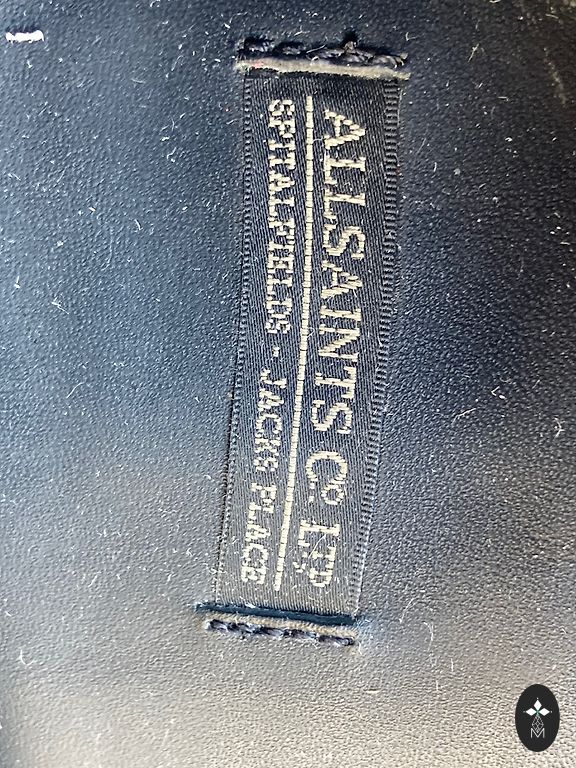 ALLSAINTS Co LTD
SPITALFIELDS - JACKS PLACE